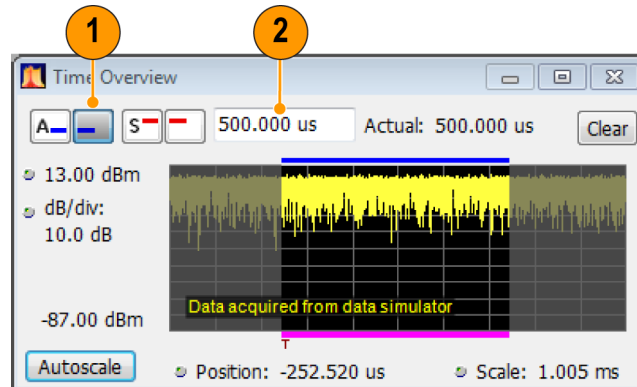 1 2
Time Overview
A S 500.000 us Actual: 500.000 us Clear
13.00 dBm
dB/div:
10.0 dB
Data acquired from data simulator
-87.00 dBm
T
Autoscale Position: -252.520 us Scale: 1.005 ms